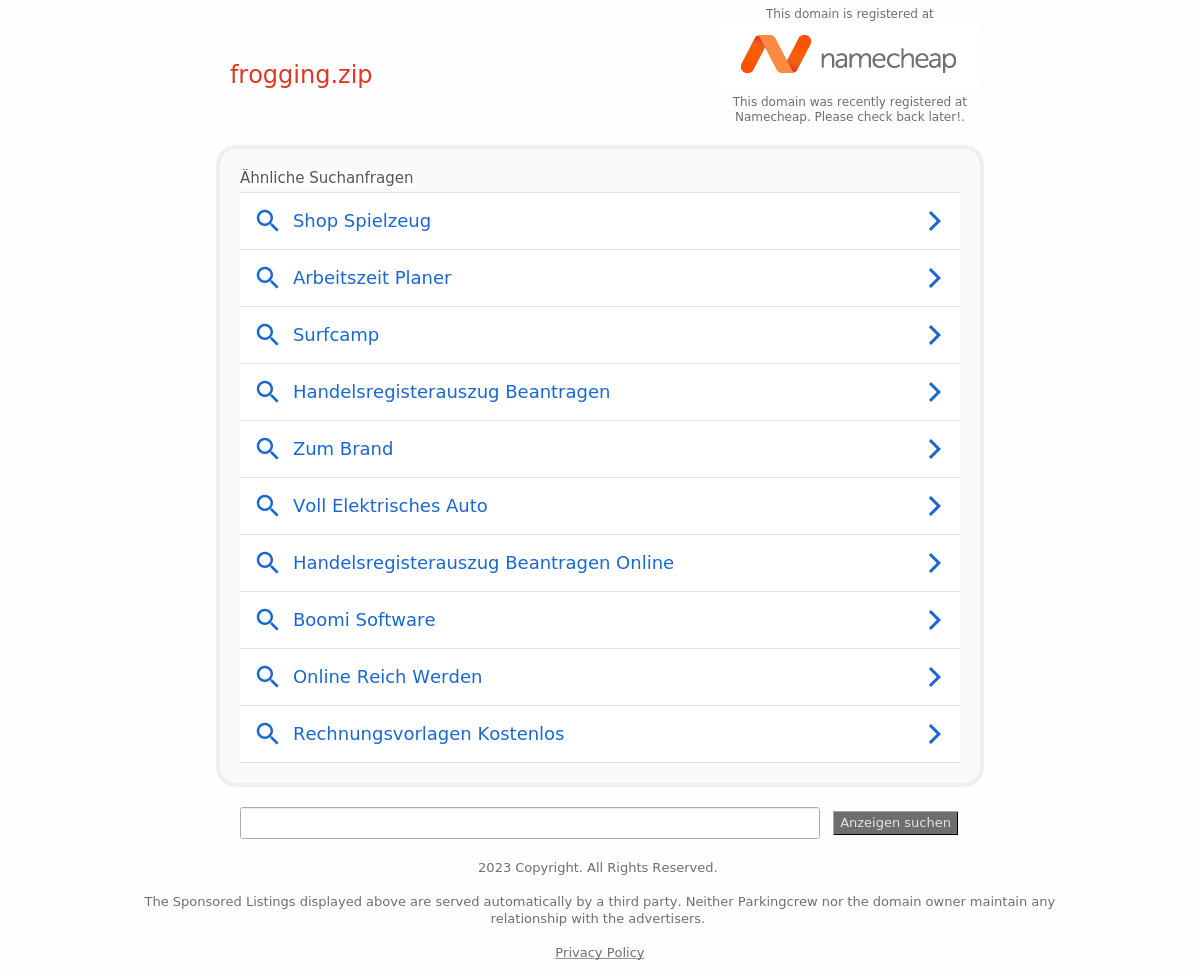 This domain is registered at
namecheap
frogging.zip
This domain was recently registered at
Namecheap. Please check back later!.
Ähnliche Suchanfragen
Shop Spielzeug
Arbeitszeit Planer
Surfcamp
Handelsregisterauszug Beantragen
Zum Brand
Voll Elektrisches Auto
Handelsregisterauszug Beantragen Online
Boomi Software
Online Reich Werden
Rechnungsvorlagen Kostenlos
Anzeigen suchen
2023 Copyright. All Rights Reserved.
The Sponsored Listings displayed above are served automatically by a third party. Neither Parkingcrew nor the domain owner maintain any
relationship with the advertisers.
Privacy Policy